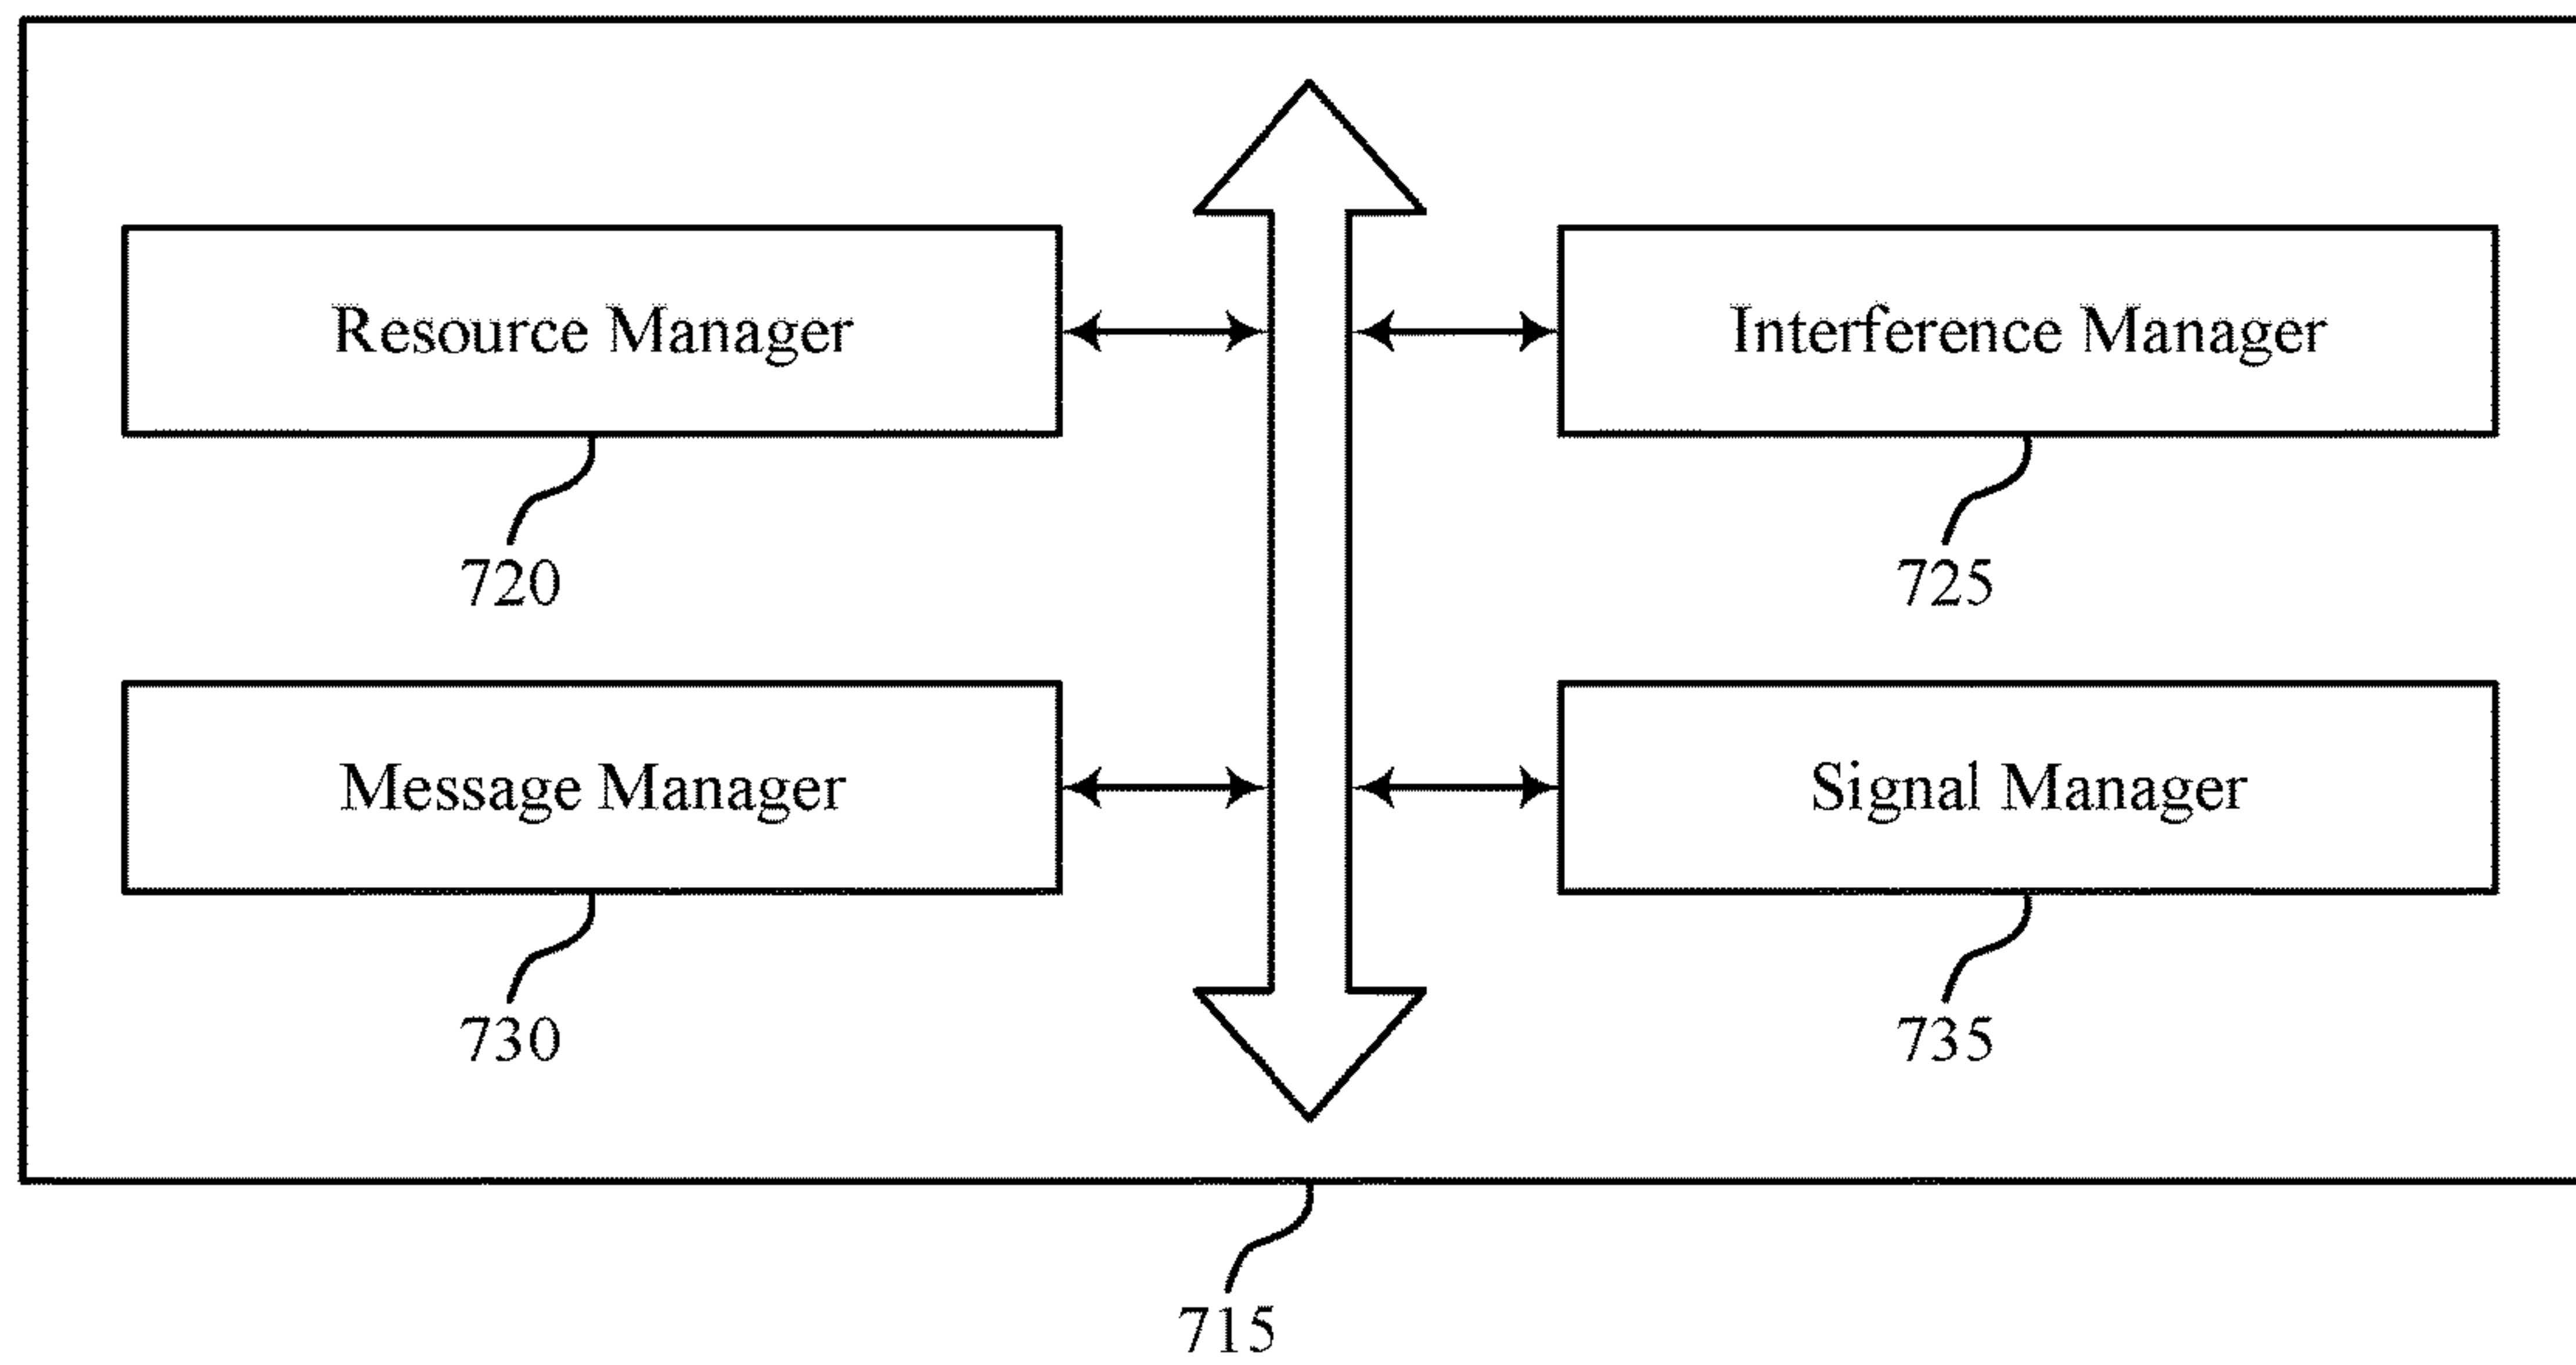 Resource Manager
Interference Manager
720
725
Message Manager
Signal Manager
730
735
715